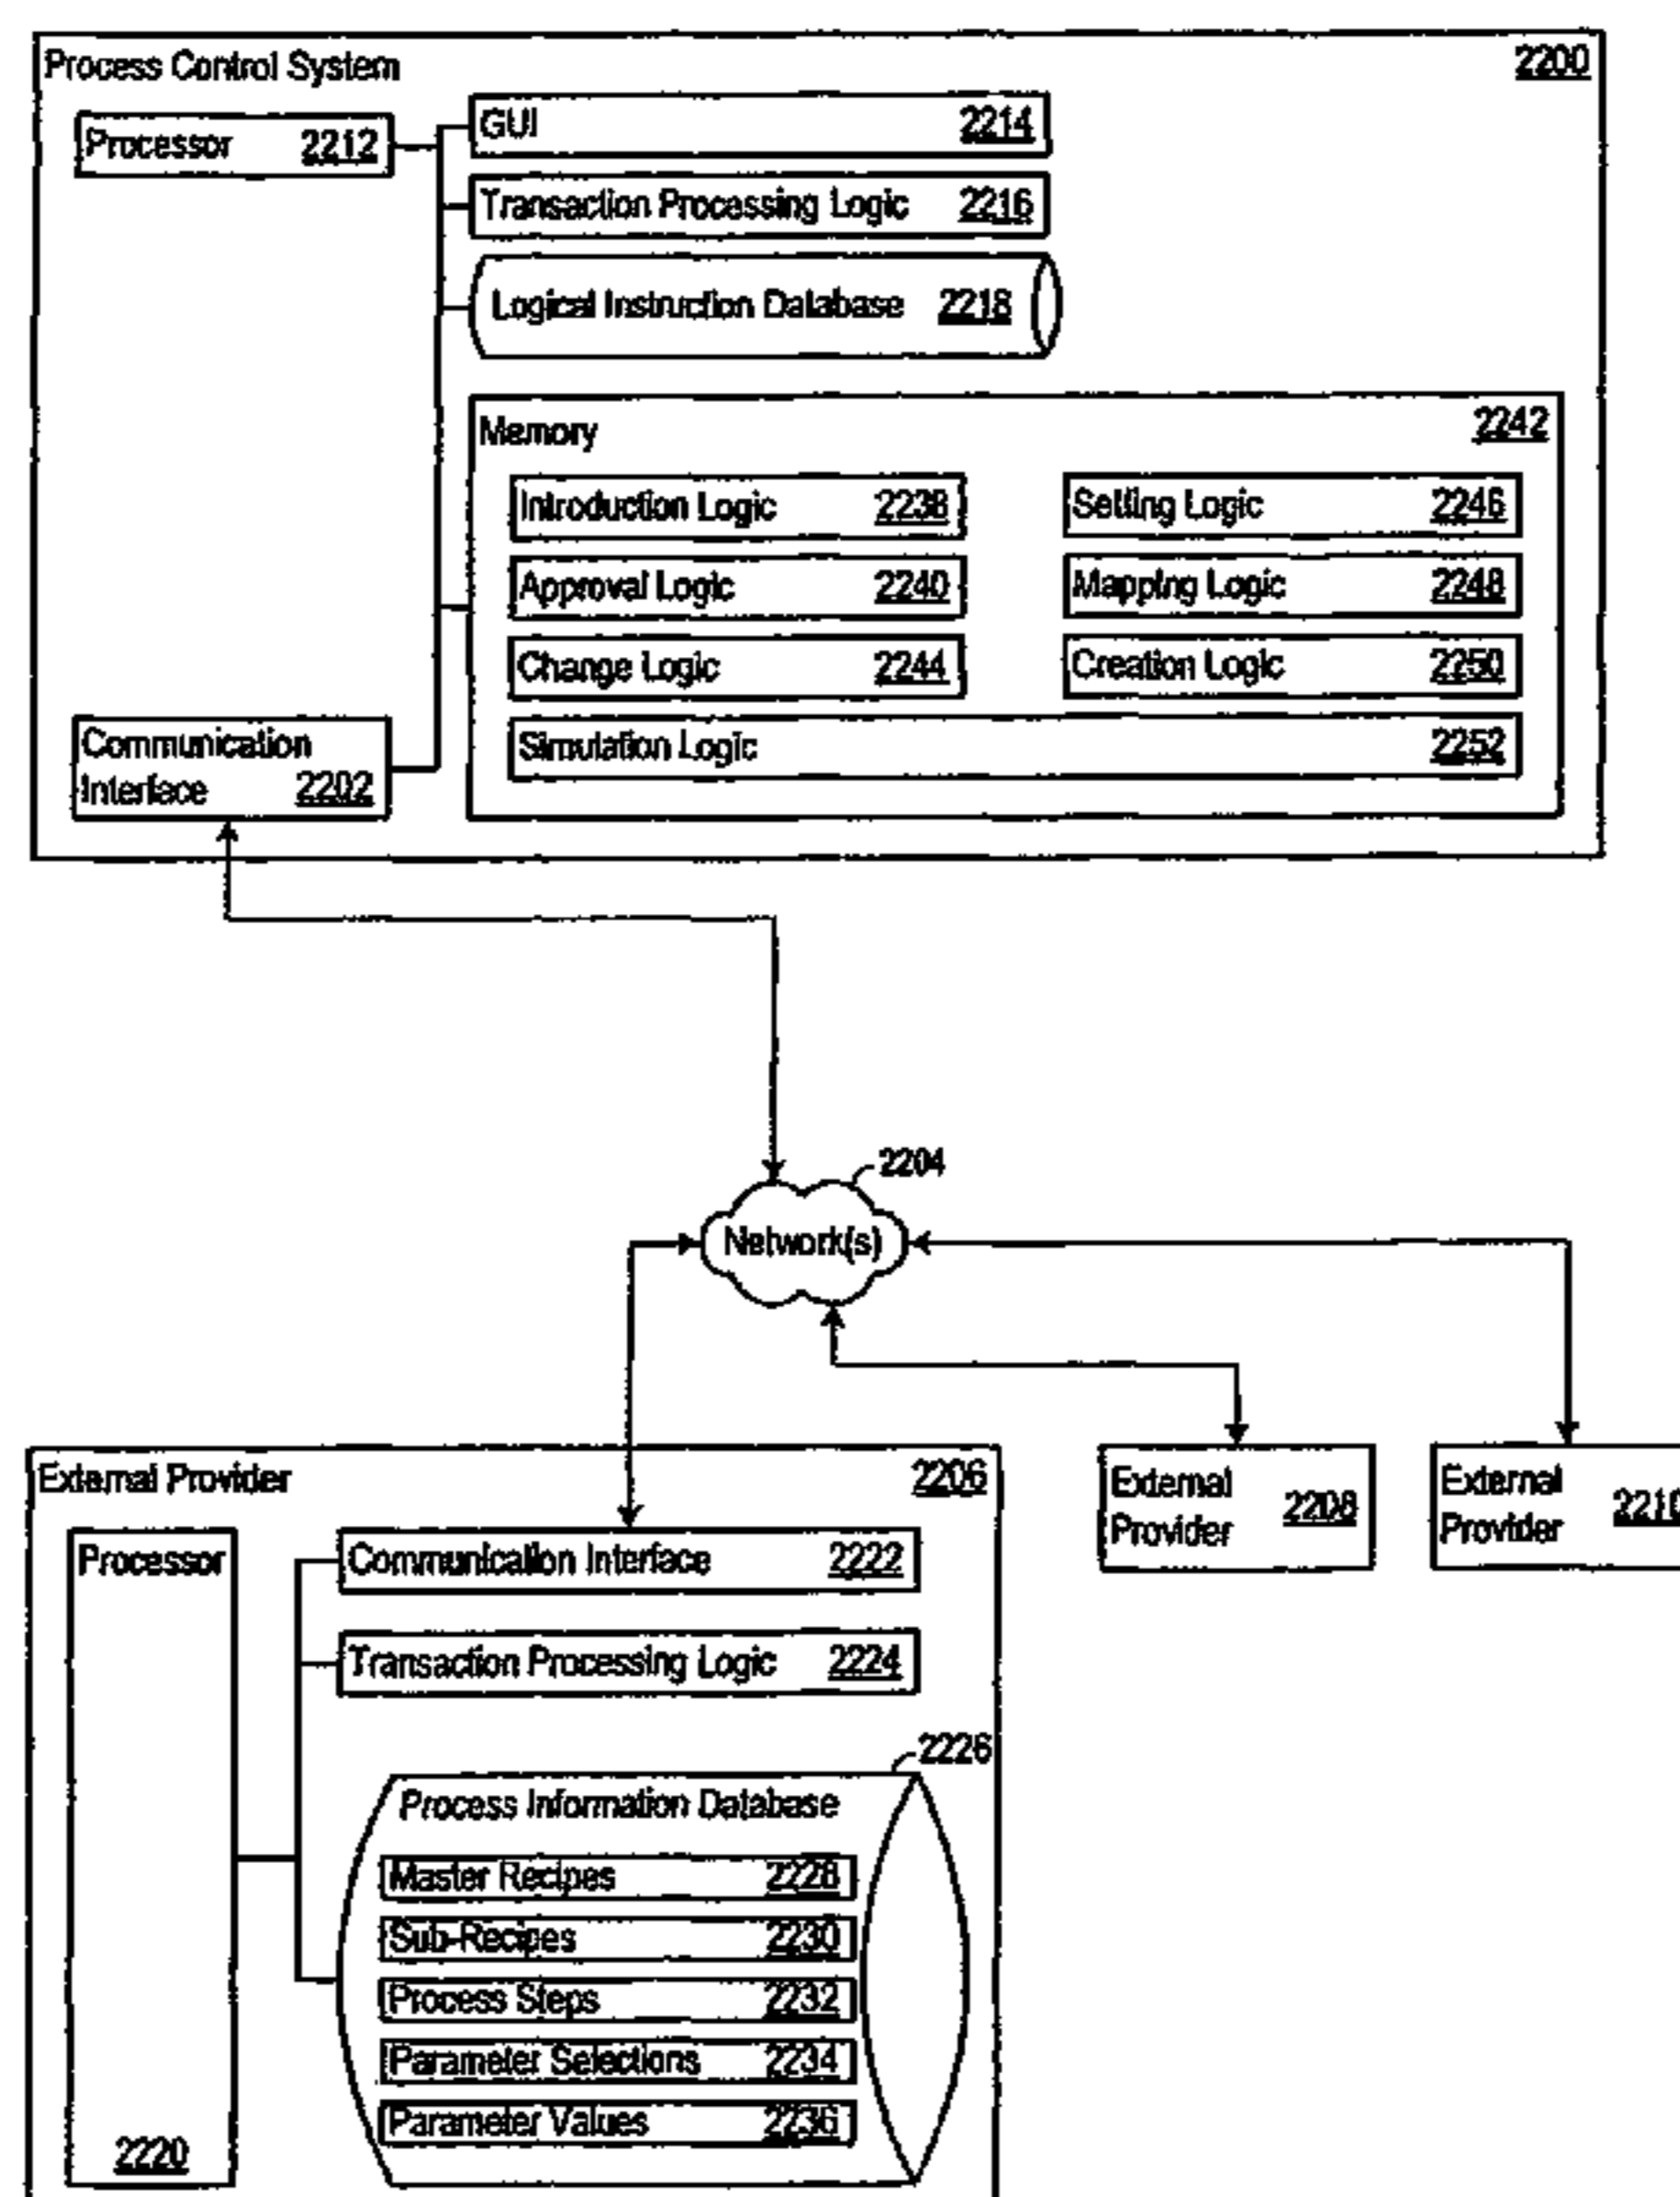 Process Control System 2200
Processor 2212
GUI 2214
Transaction Processing Logic 2216
Logical Instruction Database 2218
Memory 2242
Introduction Logic 2238
Setting Logic 2246
Approval Logic 2240
Mapping Logic 2248
Change Logic 2244
Creation Logic 2250
Simulation Logic 2252
Communication
Interface 2202
2204
Network(s)
External Provider 2206
Processor
2220
Communication Interface 2222
Transaction Processing Logic 2224
2226
Process Information Database
Master Recipes 2228
Sub-Recipes 2230
Process Steps 2232
Parameter Selections 2234
Parameter Values 2236
External
Provider 2208
External
Provider 2210